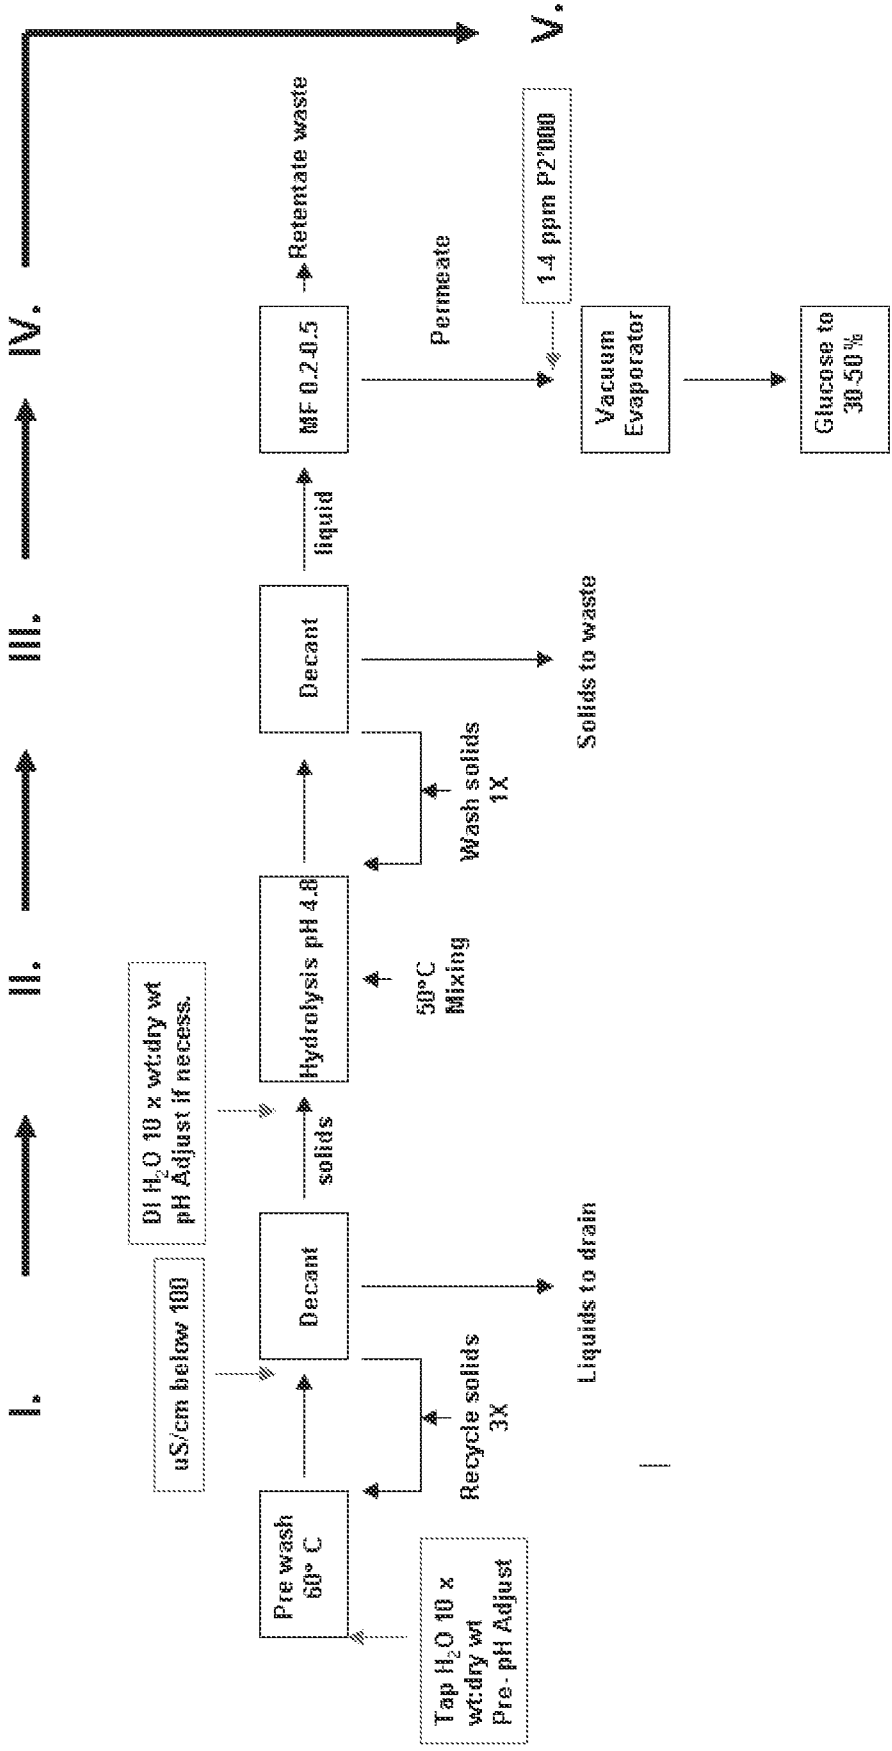 I.
II.
III.
IV.
V.
uS/cm below 100
DI H₂O 10 x wt:dry wt
pH Adjust if necess.
Pre wash
60° C
Decant
solids
Hydrolysis pH 4.8
Decant
liquid
MF 0.2-0.5
Retentate waste
Tap H₂O 10 x
wt:dry wt
Pre- pH Adjust
Recycle solids
3X
Liquids to drain
50°C
Mixing
Wash solids
1X
Solids to waste
Permeate
1-4 ppm P2'000
Vacuum
Evaporator
Glucose to
30-50 %